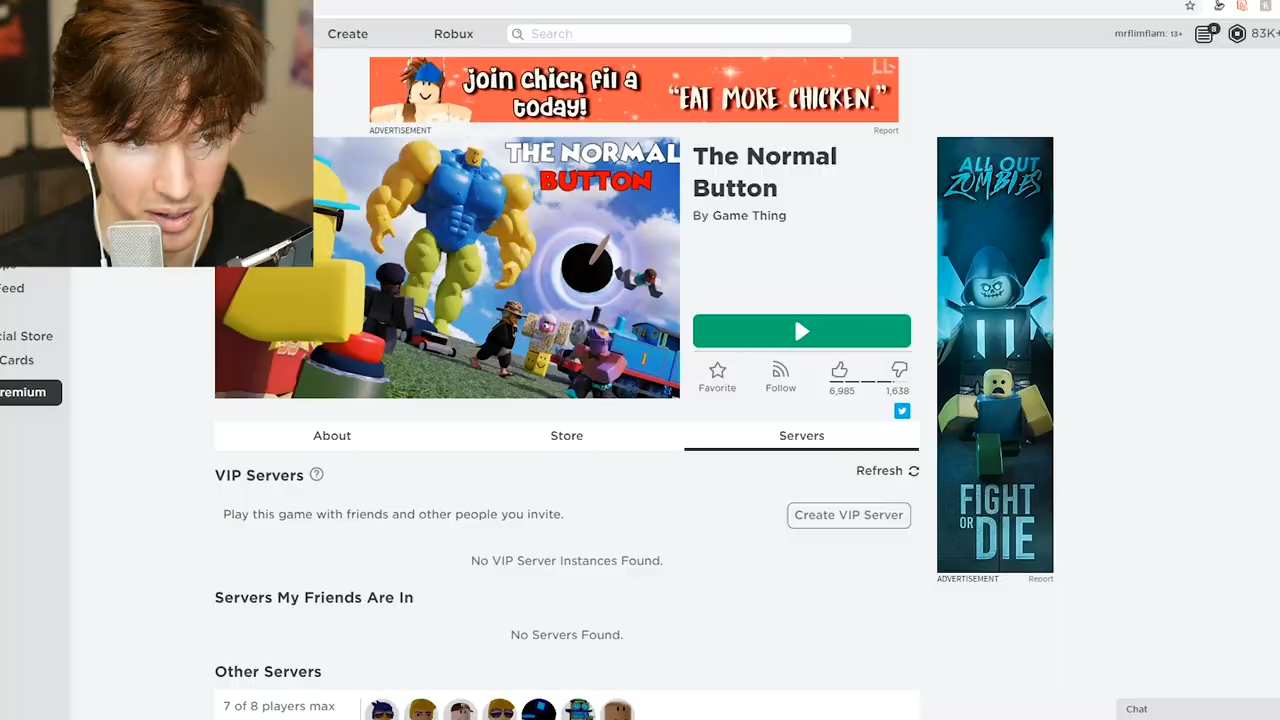 Create
Robux
Search
mrflimflam: 13+
8
83K+
join chick fil a
today!
"EAT MORE CHICKEN."
ADVERTISEMENT
Report
THE NORMAL
BUTTON
The Normal
Button
By Game Thing
ALL OUT
ZOMBIES
Feed
cial Store
Cards
remium
1
Favorite
Follow
6,985
1,638
About
Store
Servers
VIP Servers
Refresh
Play this game with friends and other people you invite.
Create VIP Server
No VIP Server Instances Found.
FIGHT
OR
DIE
ADVERTISEMENT
Report
Servers My Friends Are In
No Servers Found.
Other Servers
7 of 8 players max
Chat